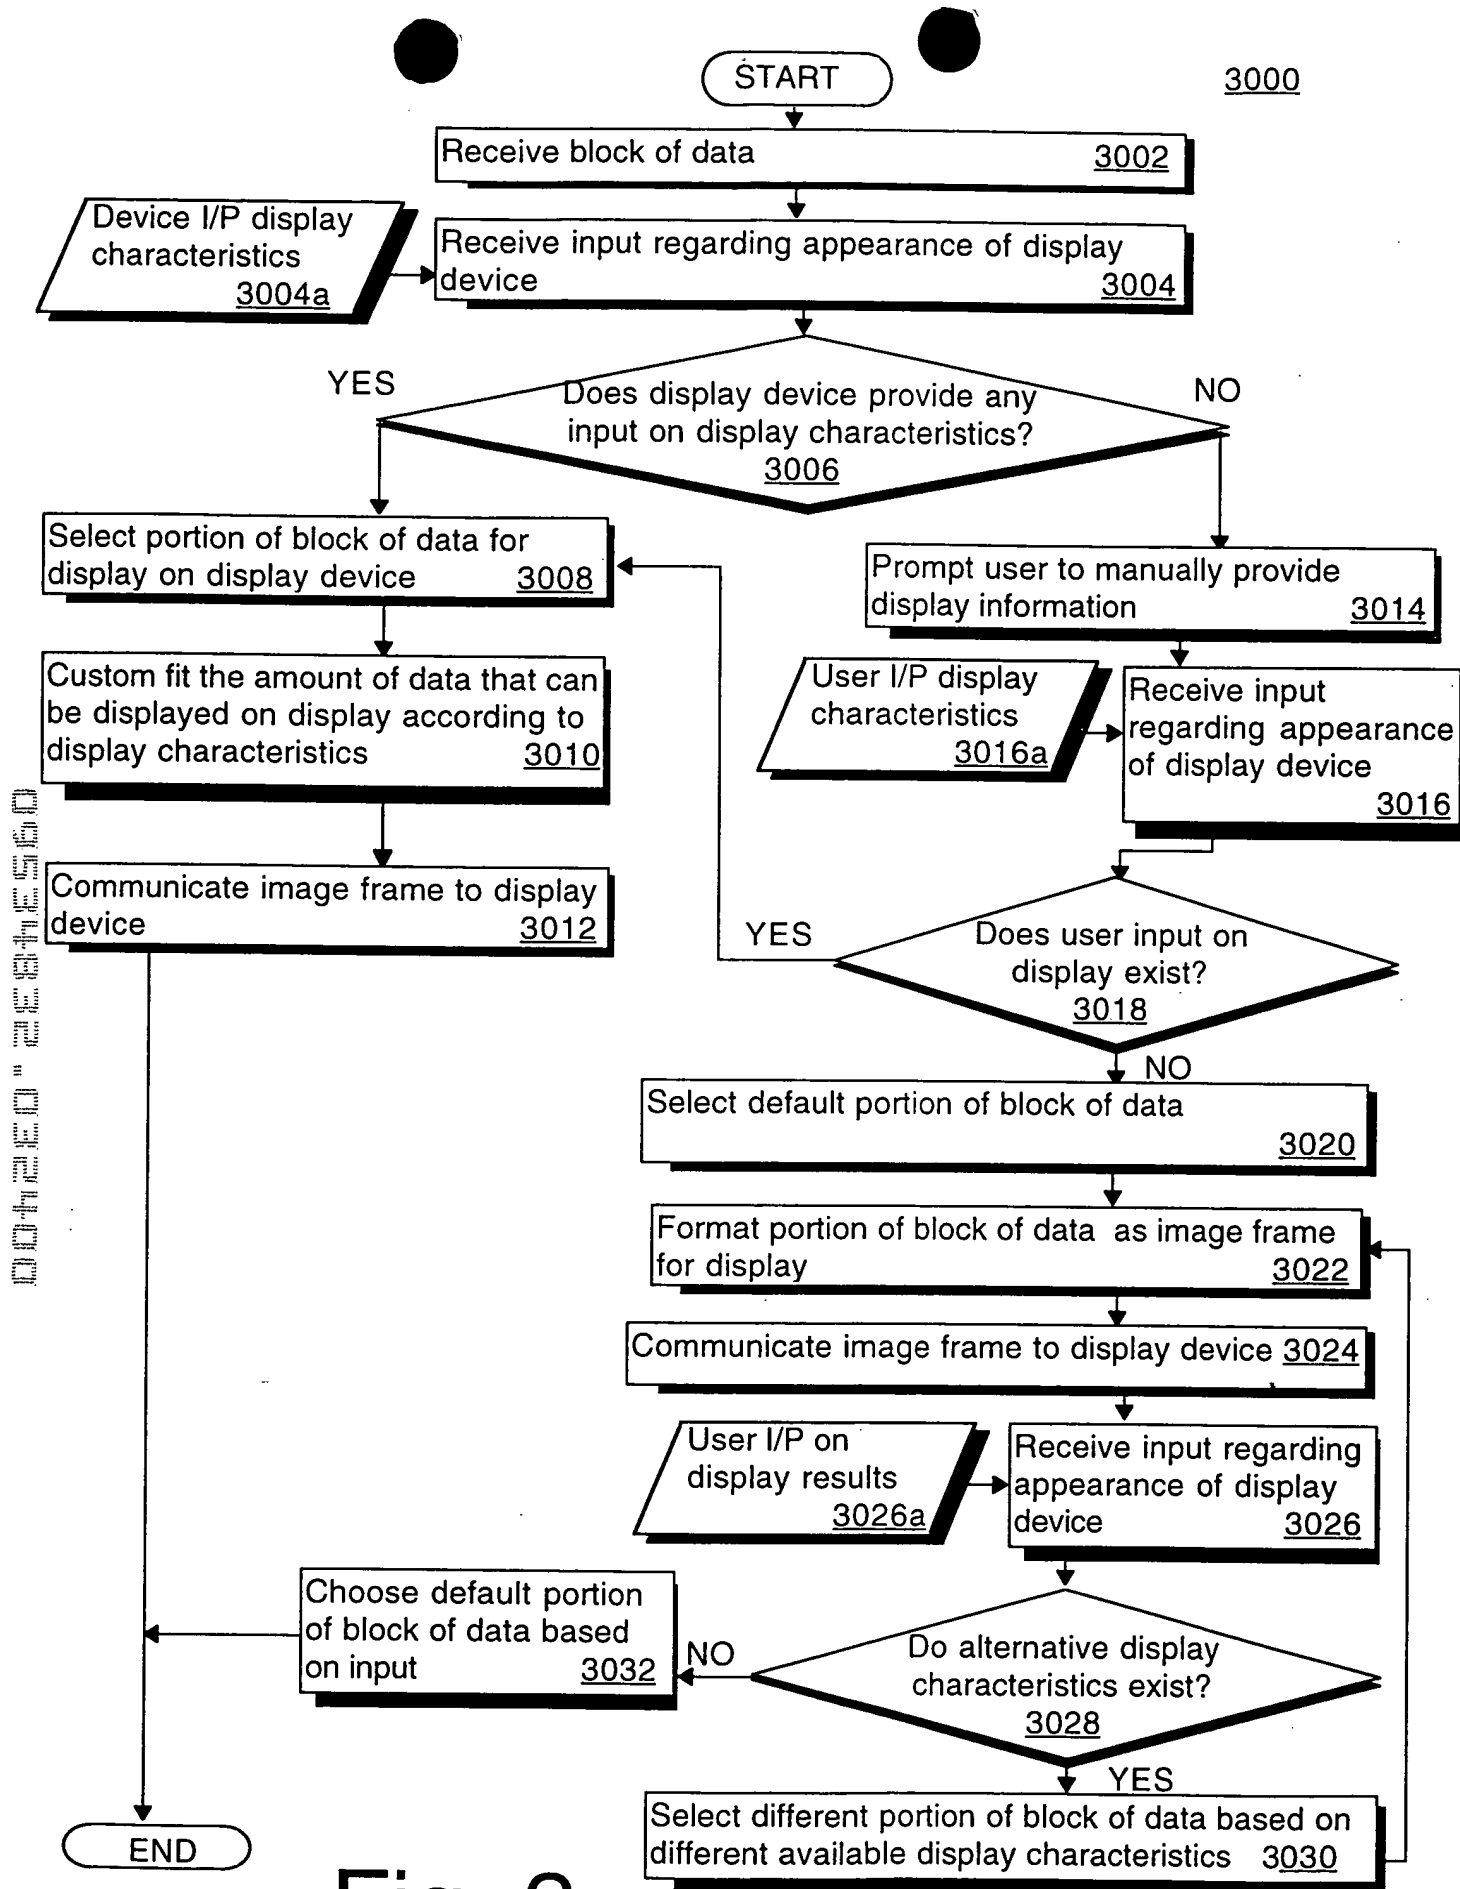 START
3000
Receive block of data 3002
Device I/P display
characteristics
3004a
Receive input regarding appearance of display
device 3004
YES
Does display device provide any
input on display characteristics?
3006
NO
Select portion of block of data for
display on display device 3008
Prompt user to manually provide
display information 3014
Custom fit the amount of data that can
be displayed on display according to
display characteristics 3010
User I/P display
characteristics
3016a
Receive input
regarding appearance
of display device
3016
Communicate image frame to display
device 3012
YES
Does user input on
display exist?
3018
NO
Select default portion of block of data
3020
Format portion of block of data as image frame
for display 3022
Communicate image frame to display device 3024
User I/P on
display results
3026a
Receive input regarding
appearance of display
device 3026
Choose default portion
of block of data based
on input 3032
NO
Do alternative display
characteristics exist?
3028
YES
Select different portion of block of data based on
different available display characteristics 3030
END